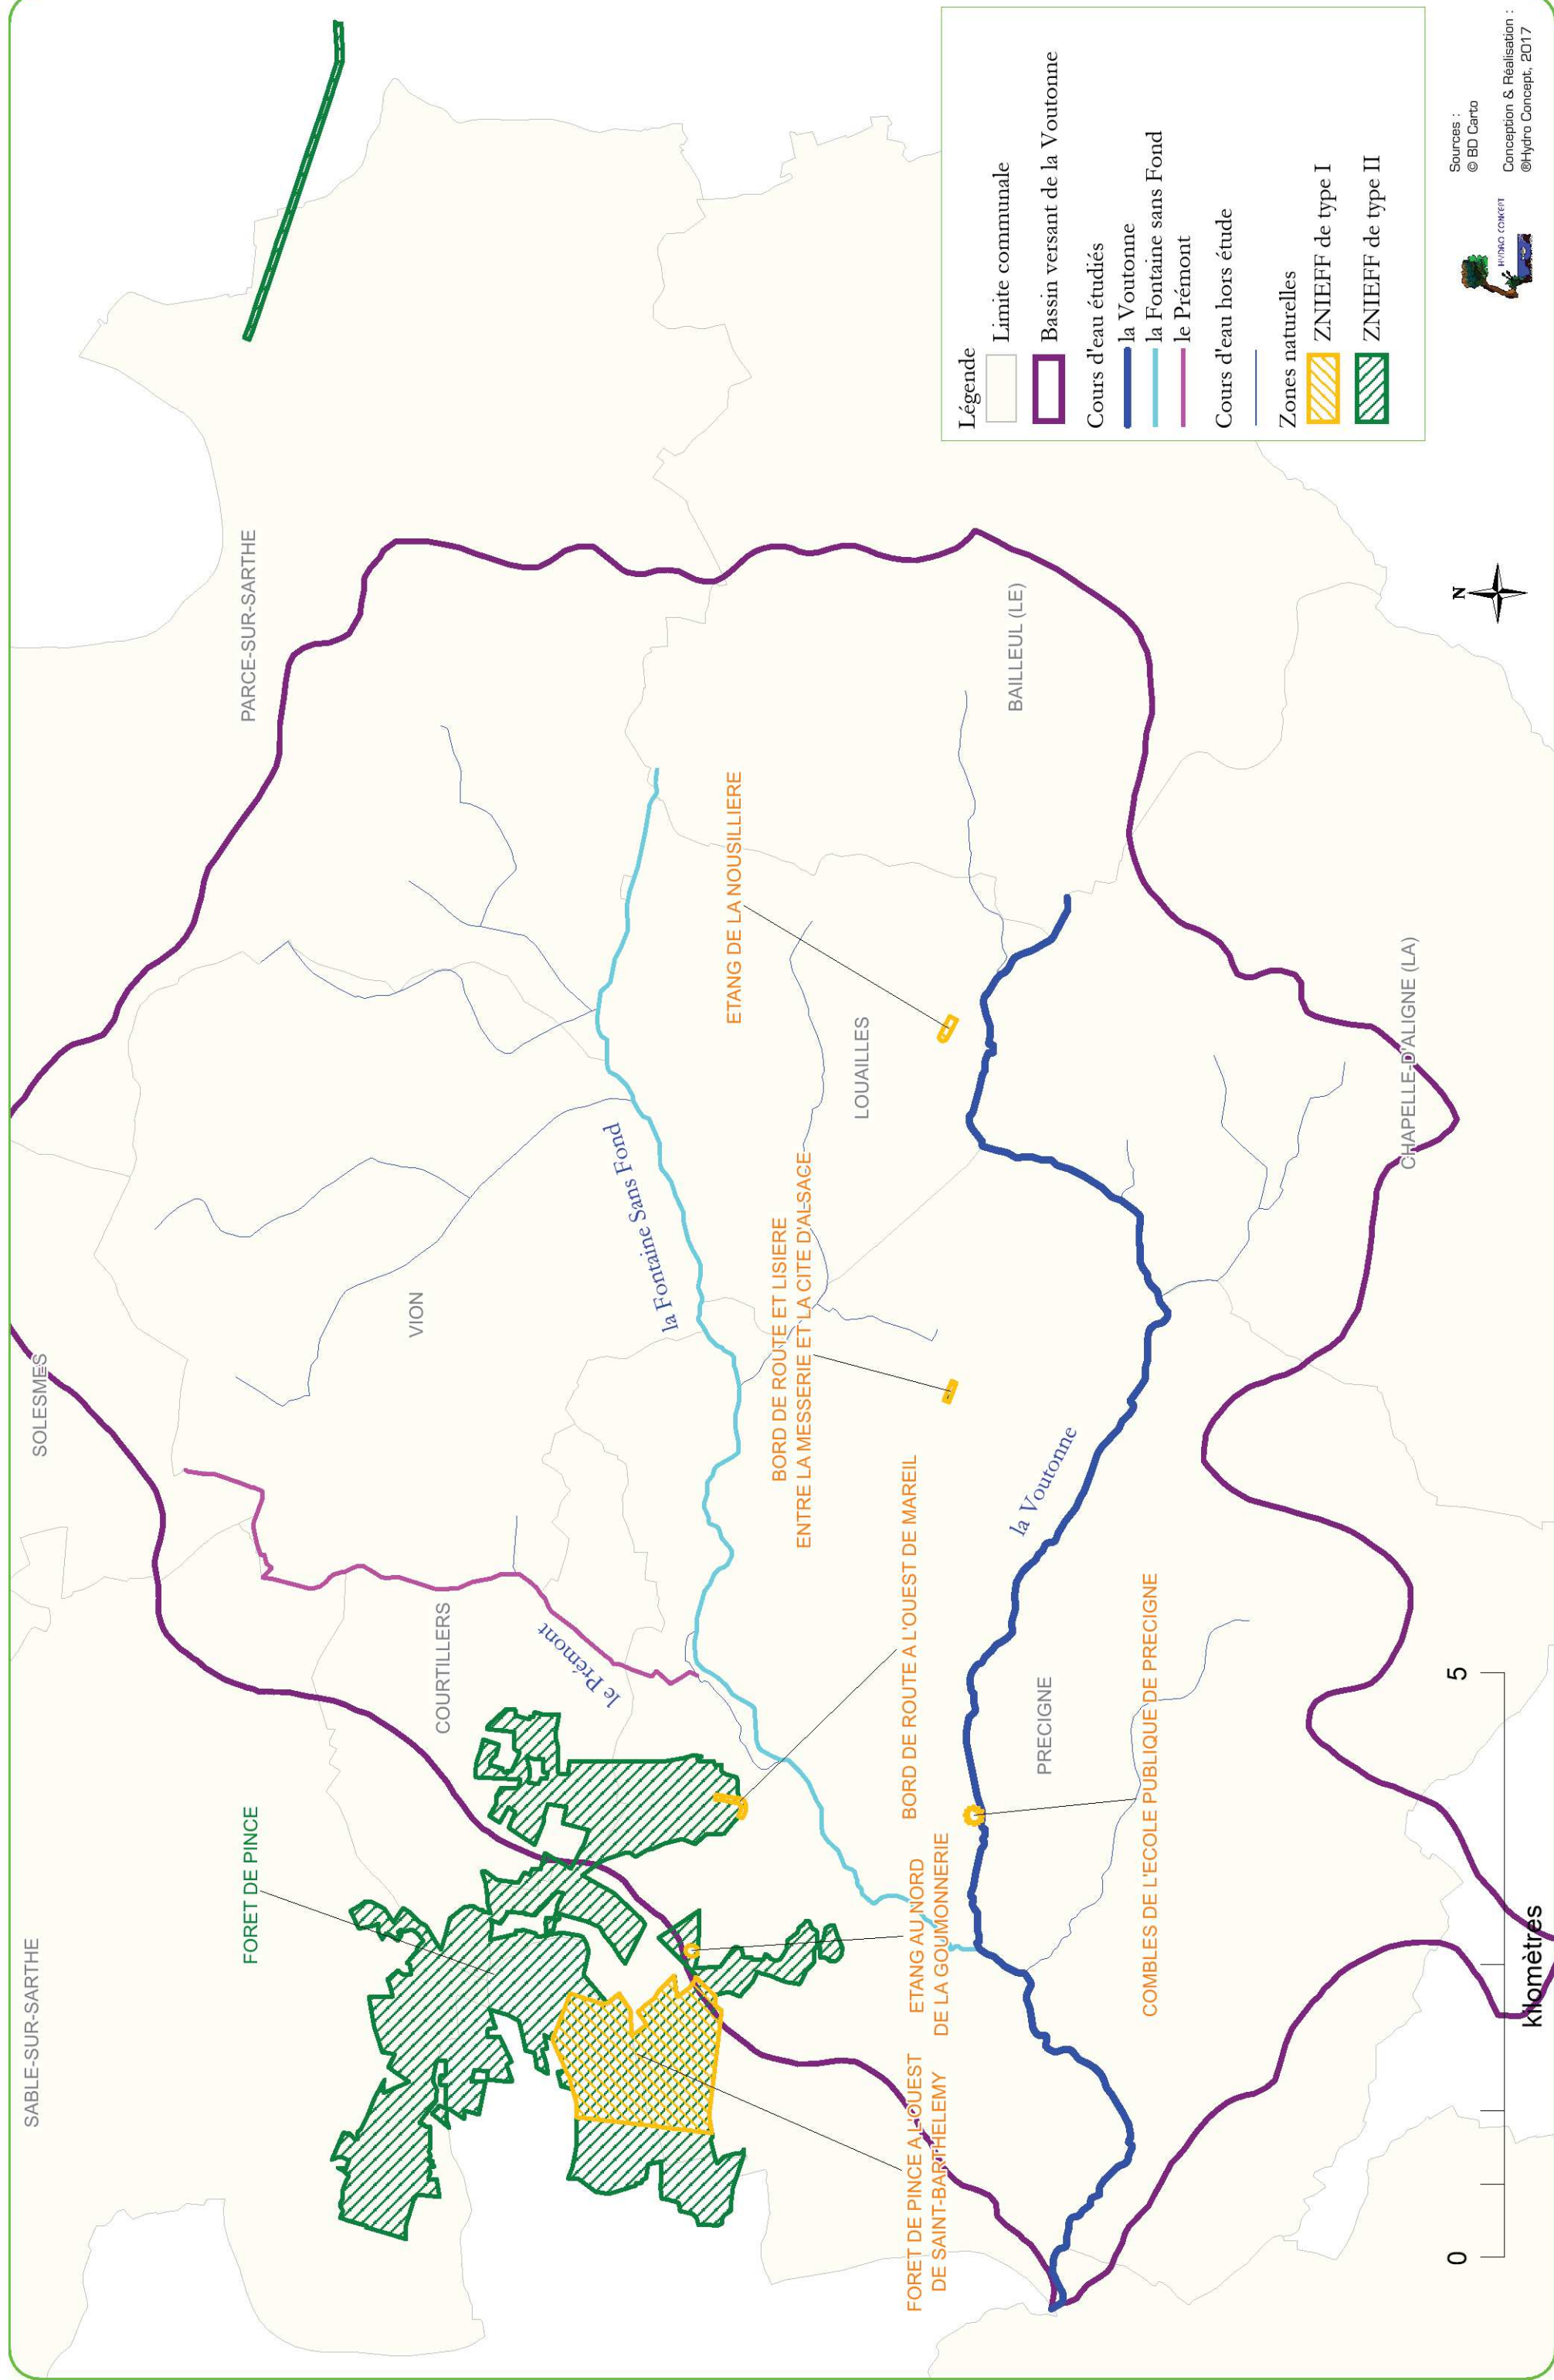 SABLE-SUR-SARTHE
SOLESMES
FORET DE PINCE
PARCE-SUR-SARTHE
COURTILLERS
VION
le Prémont
la Fontaine Sans Fond
ETANG DE LA NOUSILLIERE
BORD DE ROUTE ET LISIERE
ENTRE LA MESSERIE ET LA CITE D'ALSACE
LOUAILLES
BORD DE ROUTE A L'OUEST DE MAREIL
ETANG AU NORD
DE LA GOUMONNERIE
FORET DE PINCE A L'OUEST
DE SAINT-BARTHELEMY
la Voutonne
PRECIGNE
BAILLEUL (LE)
COMBLES DE L'ECOLE PUBLIQUE DE PRECIGNE
CHAPELLE-D'ALIGNE (LA)
0
5
kilomètres
N
Légende
Limite communale
Bassin versant de la Voutonne
Cours d'eau étudiés
la Voutonne
la Fontaine sans Fond
le Prémont
Cours d'eau hors étude
Zones naturelles
ZNIEFF de type I
ZNIEFF de type II
HYDRO CONCEPT
Sources :
© BD Carto
Conception & Réalisation :
®Hydro Concept, 2017